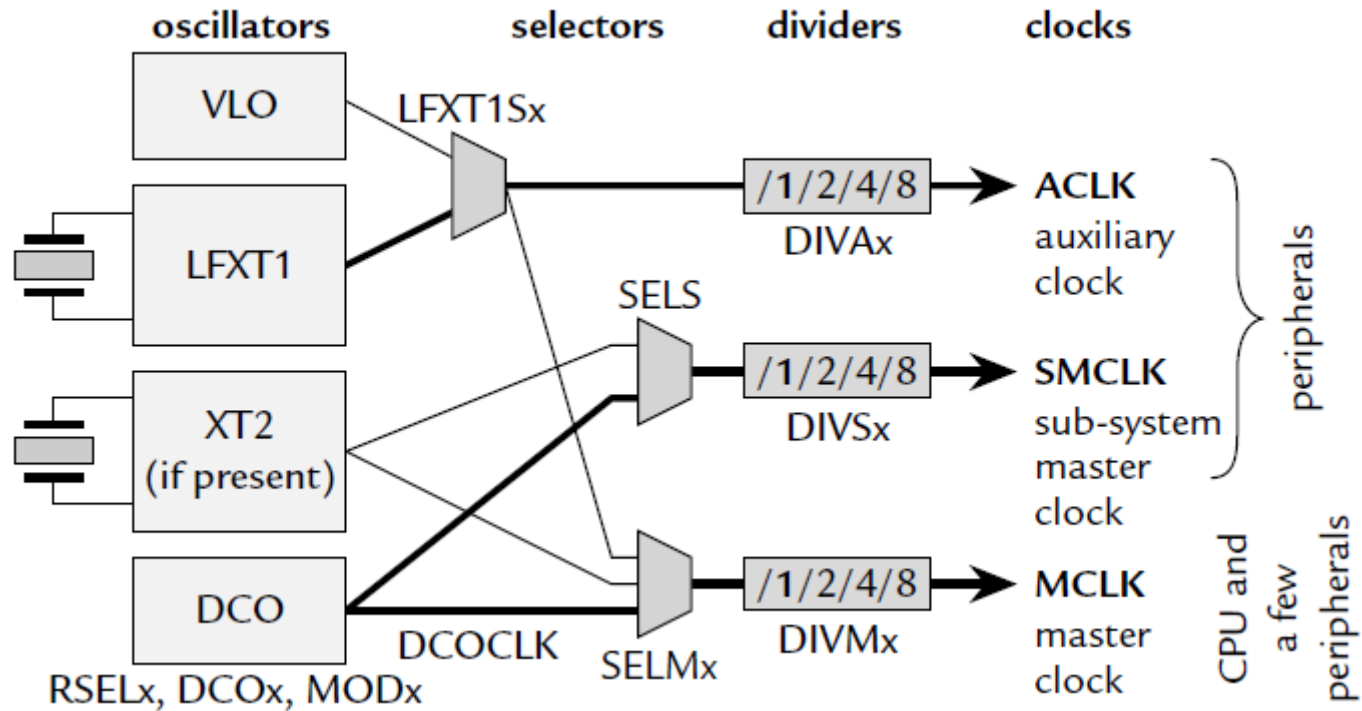 oscillators selectors dividers clocks
VLO
LFXT1Sx
/1/2/4/8
DIVAx
ACLK
auxiliary
clock
LFXT1
SELS
/1/2/4/8
DIVSx
SMCLK
sub-system
master
clock
peripherals
XT2
(if present)
DCO
DCOCLK
SELMx
/1/2/4/8
DIVMx
MCLK
master
clock
CPU and
a few
peripherals
RSELx, DCOx, MODx